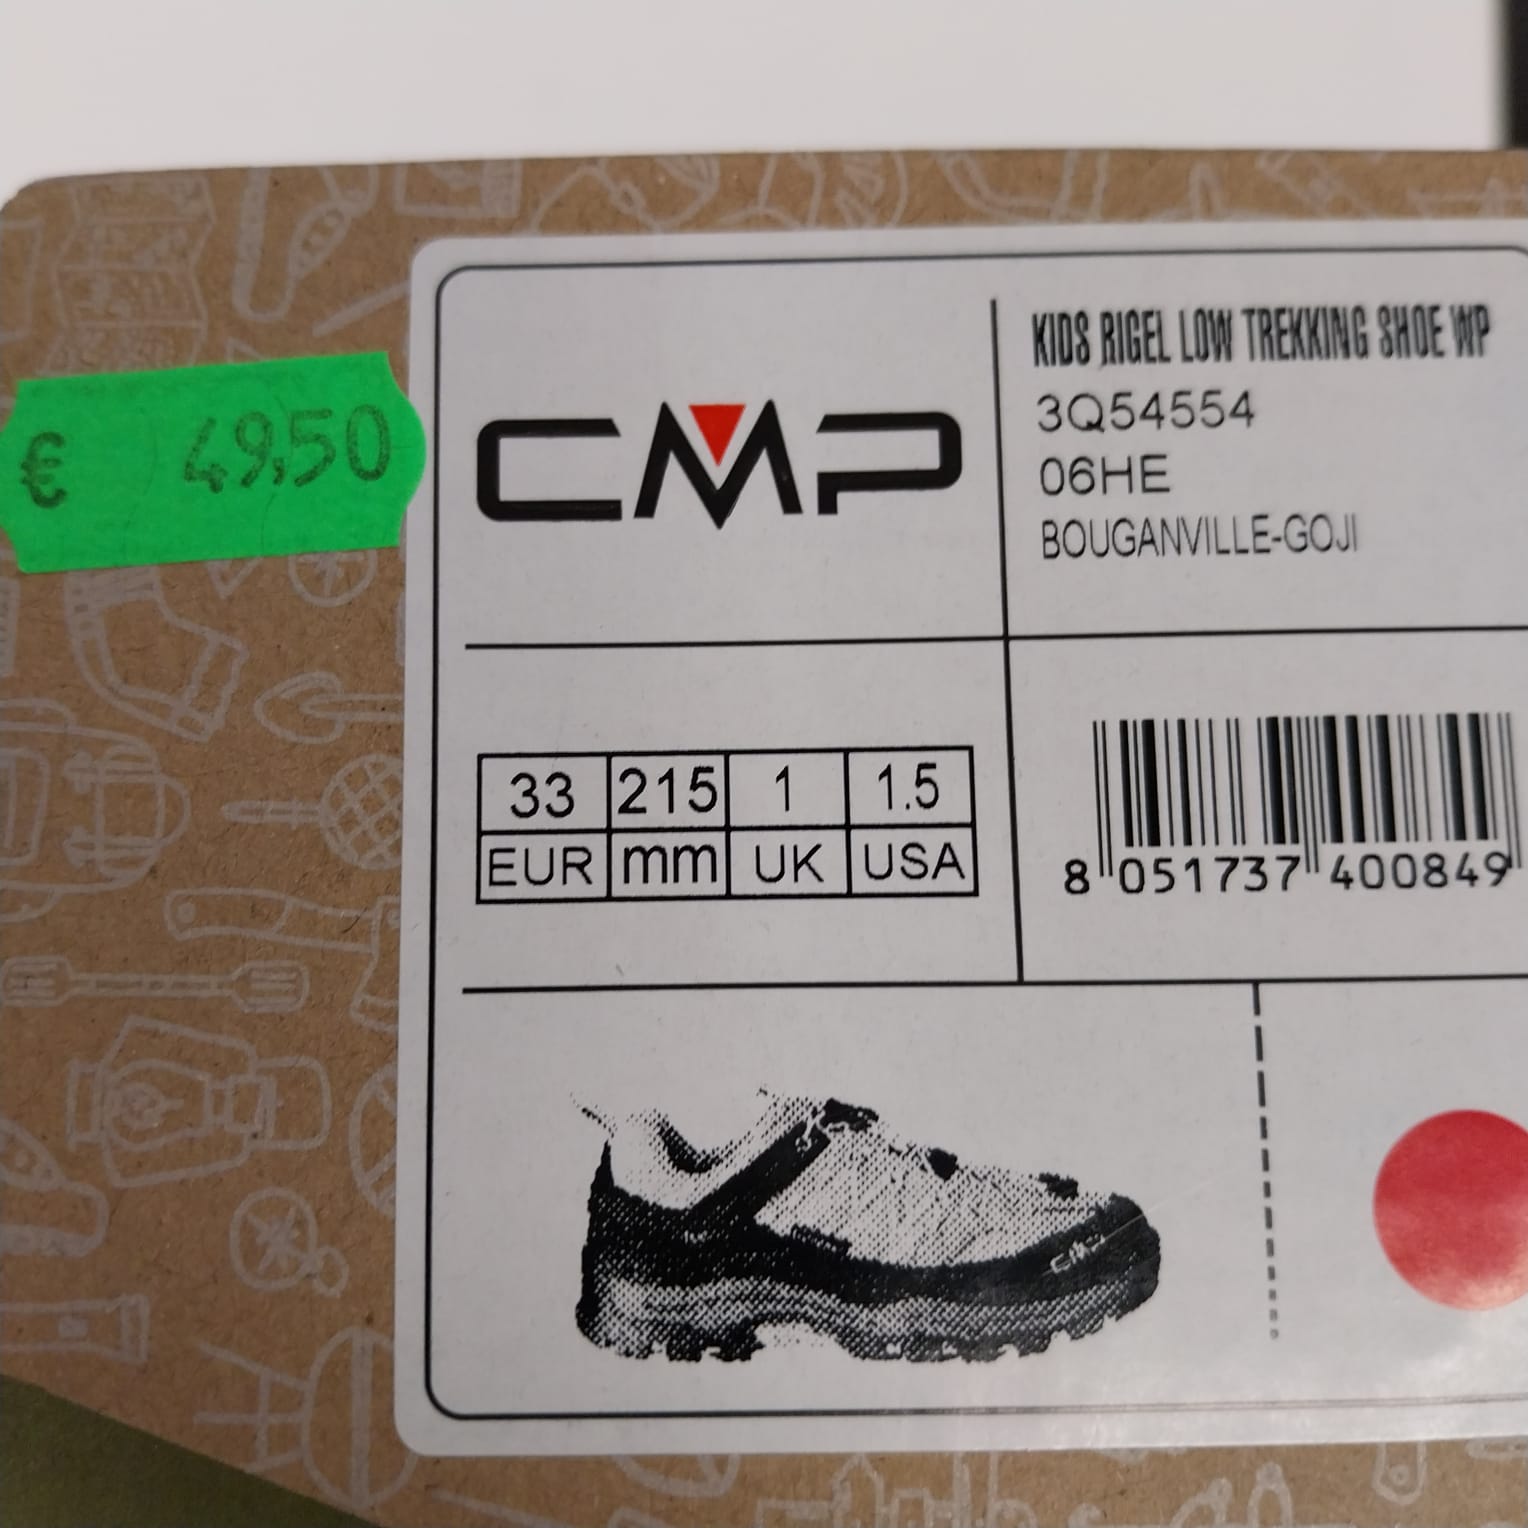 € 49,50
CMP
KIDS RIGEL LOW TREKKING SHOE WP
3Q54554
06HE
BOUGANVILLE-GOJI
33 215 1 1.5
EUR mm UK USA
8 051737 400849
cmp